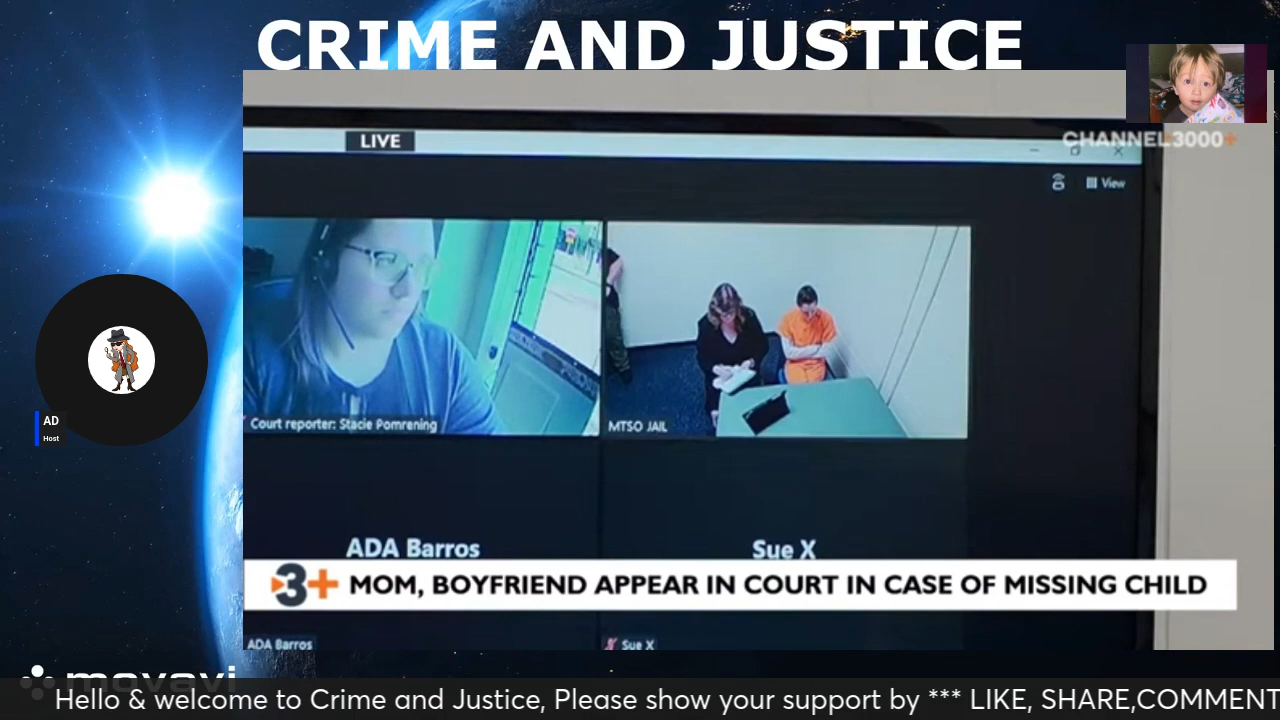 CRIME AND JUSTICE
LIVE
CHANNEL3000+
View
Court reporter: Stacie Pomrening
MTSO JAIL
AD
Host
ADA Barros
Sue X
3+ MOM, BOYFRIEND APPEAR IN COURT IN CASE OF MISSING CHILD
ADA Barros
Sue X
movavi
Hello & welcome to Crime and Justice, Please show your support by *** LIKE, SHARE,COMMENT